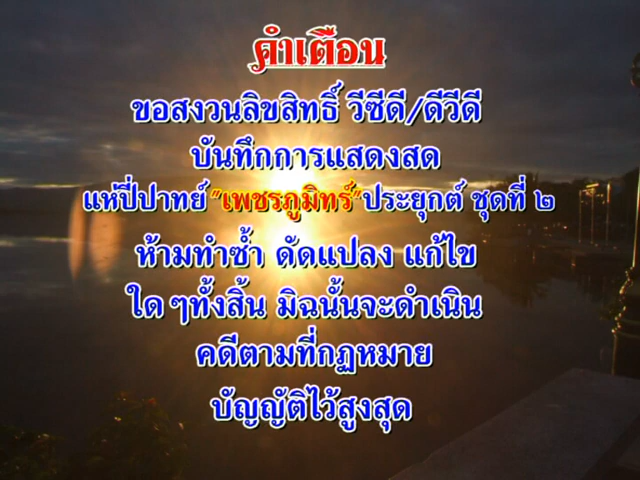 คำเตือน
ขอสงวนลิขสิทธิ์ วีซีดี/ดีวีดี
บันทึกการแสดงสด
แห่ปี่ปาทย์ "เพชรภูมิทร์" ประยุกต์ ชุดที่ ๒
ห้ามทำซ้ำ ดัดแปลง แก้ไข
ใด ๆทั้งสิ้น มิฉนั้นจะดำเนิน
คดีตามที่กฏหมาย
บัญญัติไว้สูงสุด